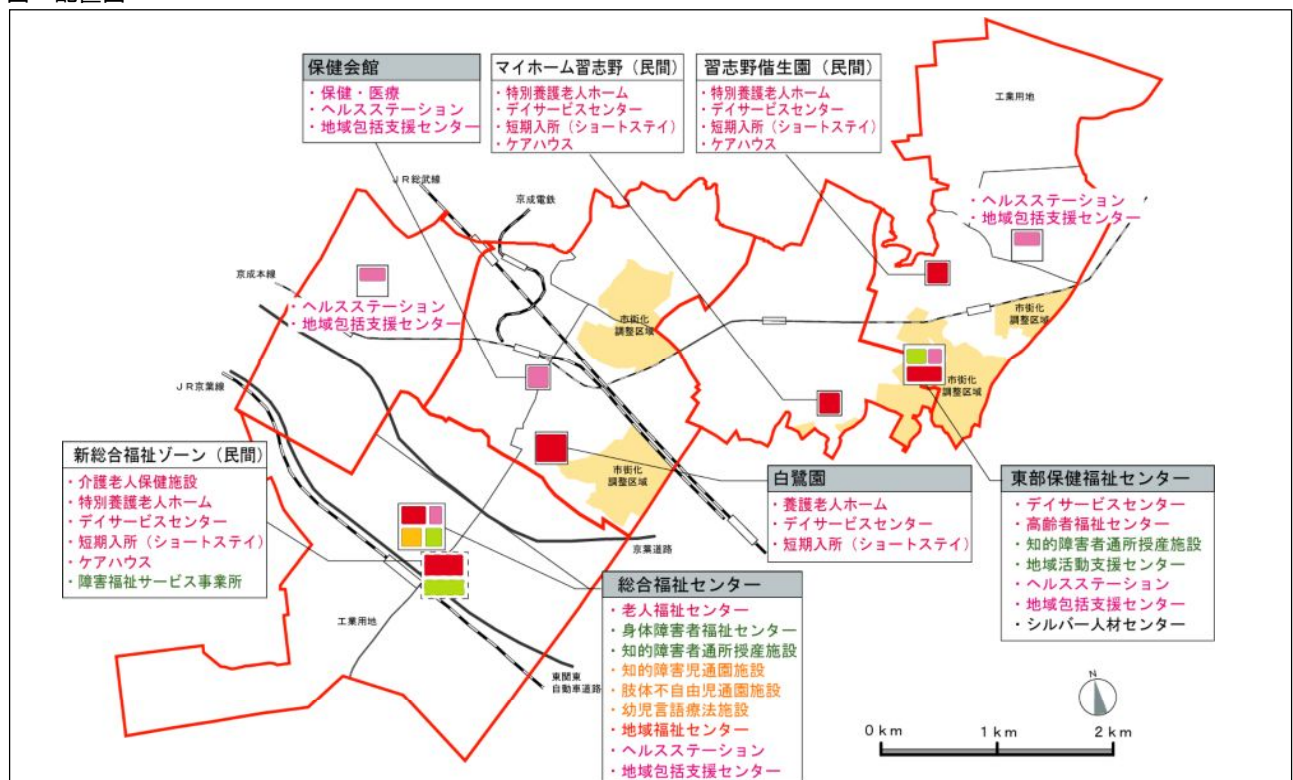 保健会館
・保健・医療
・ヘルスステーション
・地域包括支援センター
マイホーム習志野（民間）
・特別養護老人ホーム
・デイサービスセンター
・短期入所（ショートステイ）
・ケアハウス
習志野偕生園（民間）
・特別養護老人ホーム
・デイサービスセンター
・短期入所（ショートステイ）
・ケアハウス
工業用地
・ヘルスステーション
・地域包括支援センター
JR総武線
京成電鉄
京成本線
・ヘルスステーション
・地域包括支援センター
市街化
調整区域
市街化
調整区域
市街化
調整区域
JR京葉線
市街化
調整区域
新総合福祉ゾーン（民間）
・介護老人保健施設
・特別養護老人ホーム
・デイサービスセンター
・短期入所（ショートステイ）
・ケアハウス
・障害福祉サービス事業所
白鷺園
・養護老人ホーム
・デイサービスセンター
・短期入所（ショートステイ）
東部保健福祉センター
・デイサービスセンター
・高齢者福祉センター
・知的障害者通所授産施設
・地域活動支援センター
・ヘルスステーション
・地域包括支援センター
・シルバー人材センター
京葉道路
総合福祉センター
・老人福祉センター
・身体障害者福祉センター
・知的障害者通所授産施設
・知的障害児通園施設
・肢体不自由児通園施設
・幼児言語療法施設
・地域福祉センター
・ヘルスステーション
・地域包括支援センター
工業用地
東関東
自動車道路
N
0km 1km 2km